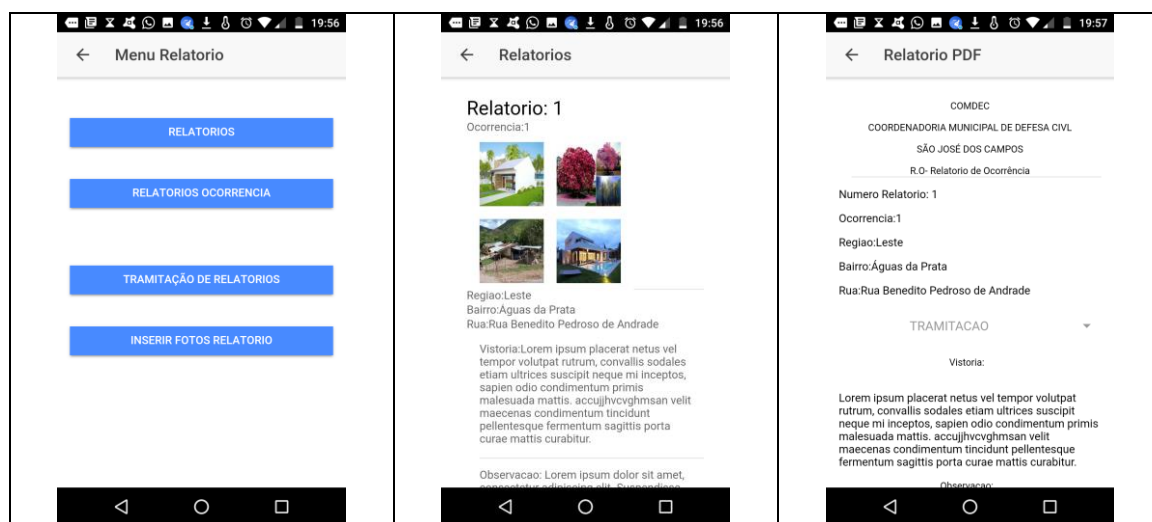 19:56
Menu Relatorio
RELATORIOS
RELATORIOS OCORRENCIA
TRAMITAÇÃO DE RELATORIOS
INSERIR FOTOS RELATORIO
19:56
Relatorios
Relatorio: 1
Ocorrencia:1
Regiao:Leste
Bairro:Águas da Prata
Rua:Rua Benedito Pedroso de Andrade
Vistoria:Lorem ipsum placerat netus vel
tempor volutpat rutrum, convallis sodales
etiam ultrices suscipit neque mi inceptos,
sapien odio condimentum primis
malesuada mattis. accujjhvcvghmsan velit
maecenas condimentum tincidunt
pellentesque fermentum sagittis porta
curae mattis curabitur.
Observacao: Lorem ipsum dolor sit amet,
consectetur adipiscing elit. Suspendisse
19:57
Relatorio PDF
COMDEC
COORDENADORIA MUNICIPAL DE DEFESA CIVL
SÃO JOSÉ DOS CAMPOS
R.O- Relatorio de Ocorrência
Numero Relatorio: 1
Ocorrencia:1
Regiao:Leste
Bairro:Águas da Prata
Rua:Rua Benedito Pedroso de Andrade
TRAMITACAO
Vistoria:
Lorem ipsum placerat netus vel tempor volutpat
rutrum, convallis sodales etiam ultrices suscipit
neque mi inceptos, sapien odio condimentum primis
malesuada mattis. accujjhvcvghmsan velit
maecenas condimentum tincidunt pellentesque
fermentum sagittis porta curae mattis curabitur.
Observacao: